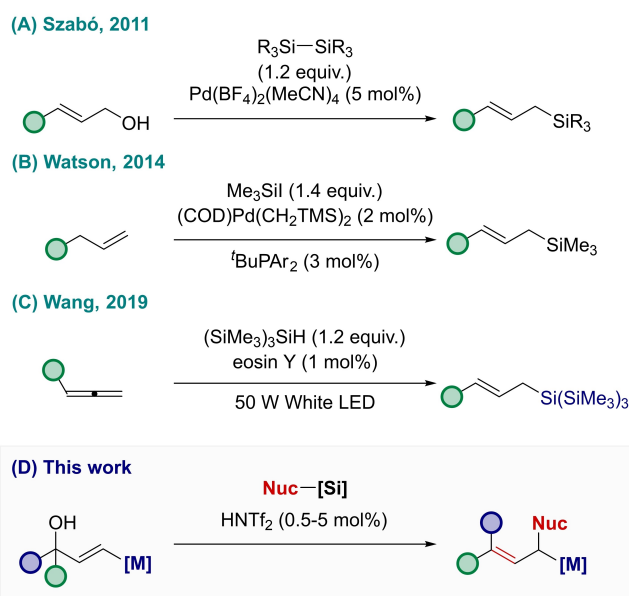 (A) Szabó, 2011
R₃Si—SiR₃
(1.2 equiv.)
Pd(BF₄)₂(MeCN)₄ (5 mol%)
OH
SiR₃
(B) Watson, 2014
Me₃SiI (1.4 equiv.)
(COD)Pd(CH₂TMS)₂ (2 mol%)
ᵗBuPAr₂ (3 mol%)
SiMe₃
(C) Wang, 2019
(SiMe₃)₃SiH (1.2 equiv.)
eosin Y (1 mol%)
50 W White LED
Si(SiMe₃)₃
(D) This work
Nuc—[Si]
HNTf₂ (0.5-5 mol%)
OH
[M]
Nuc
[M]